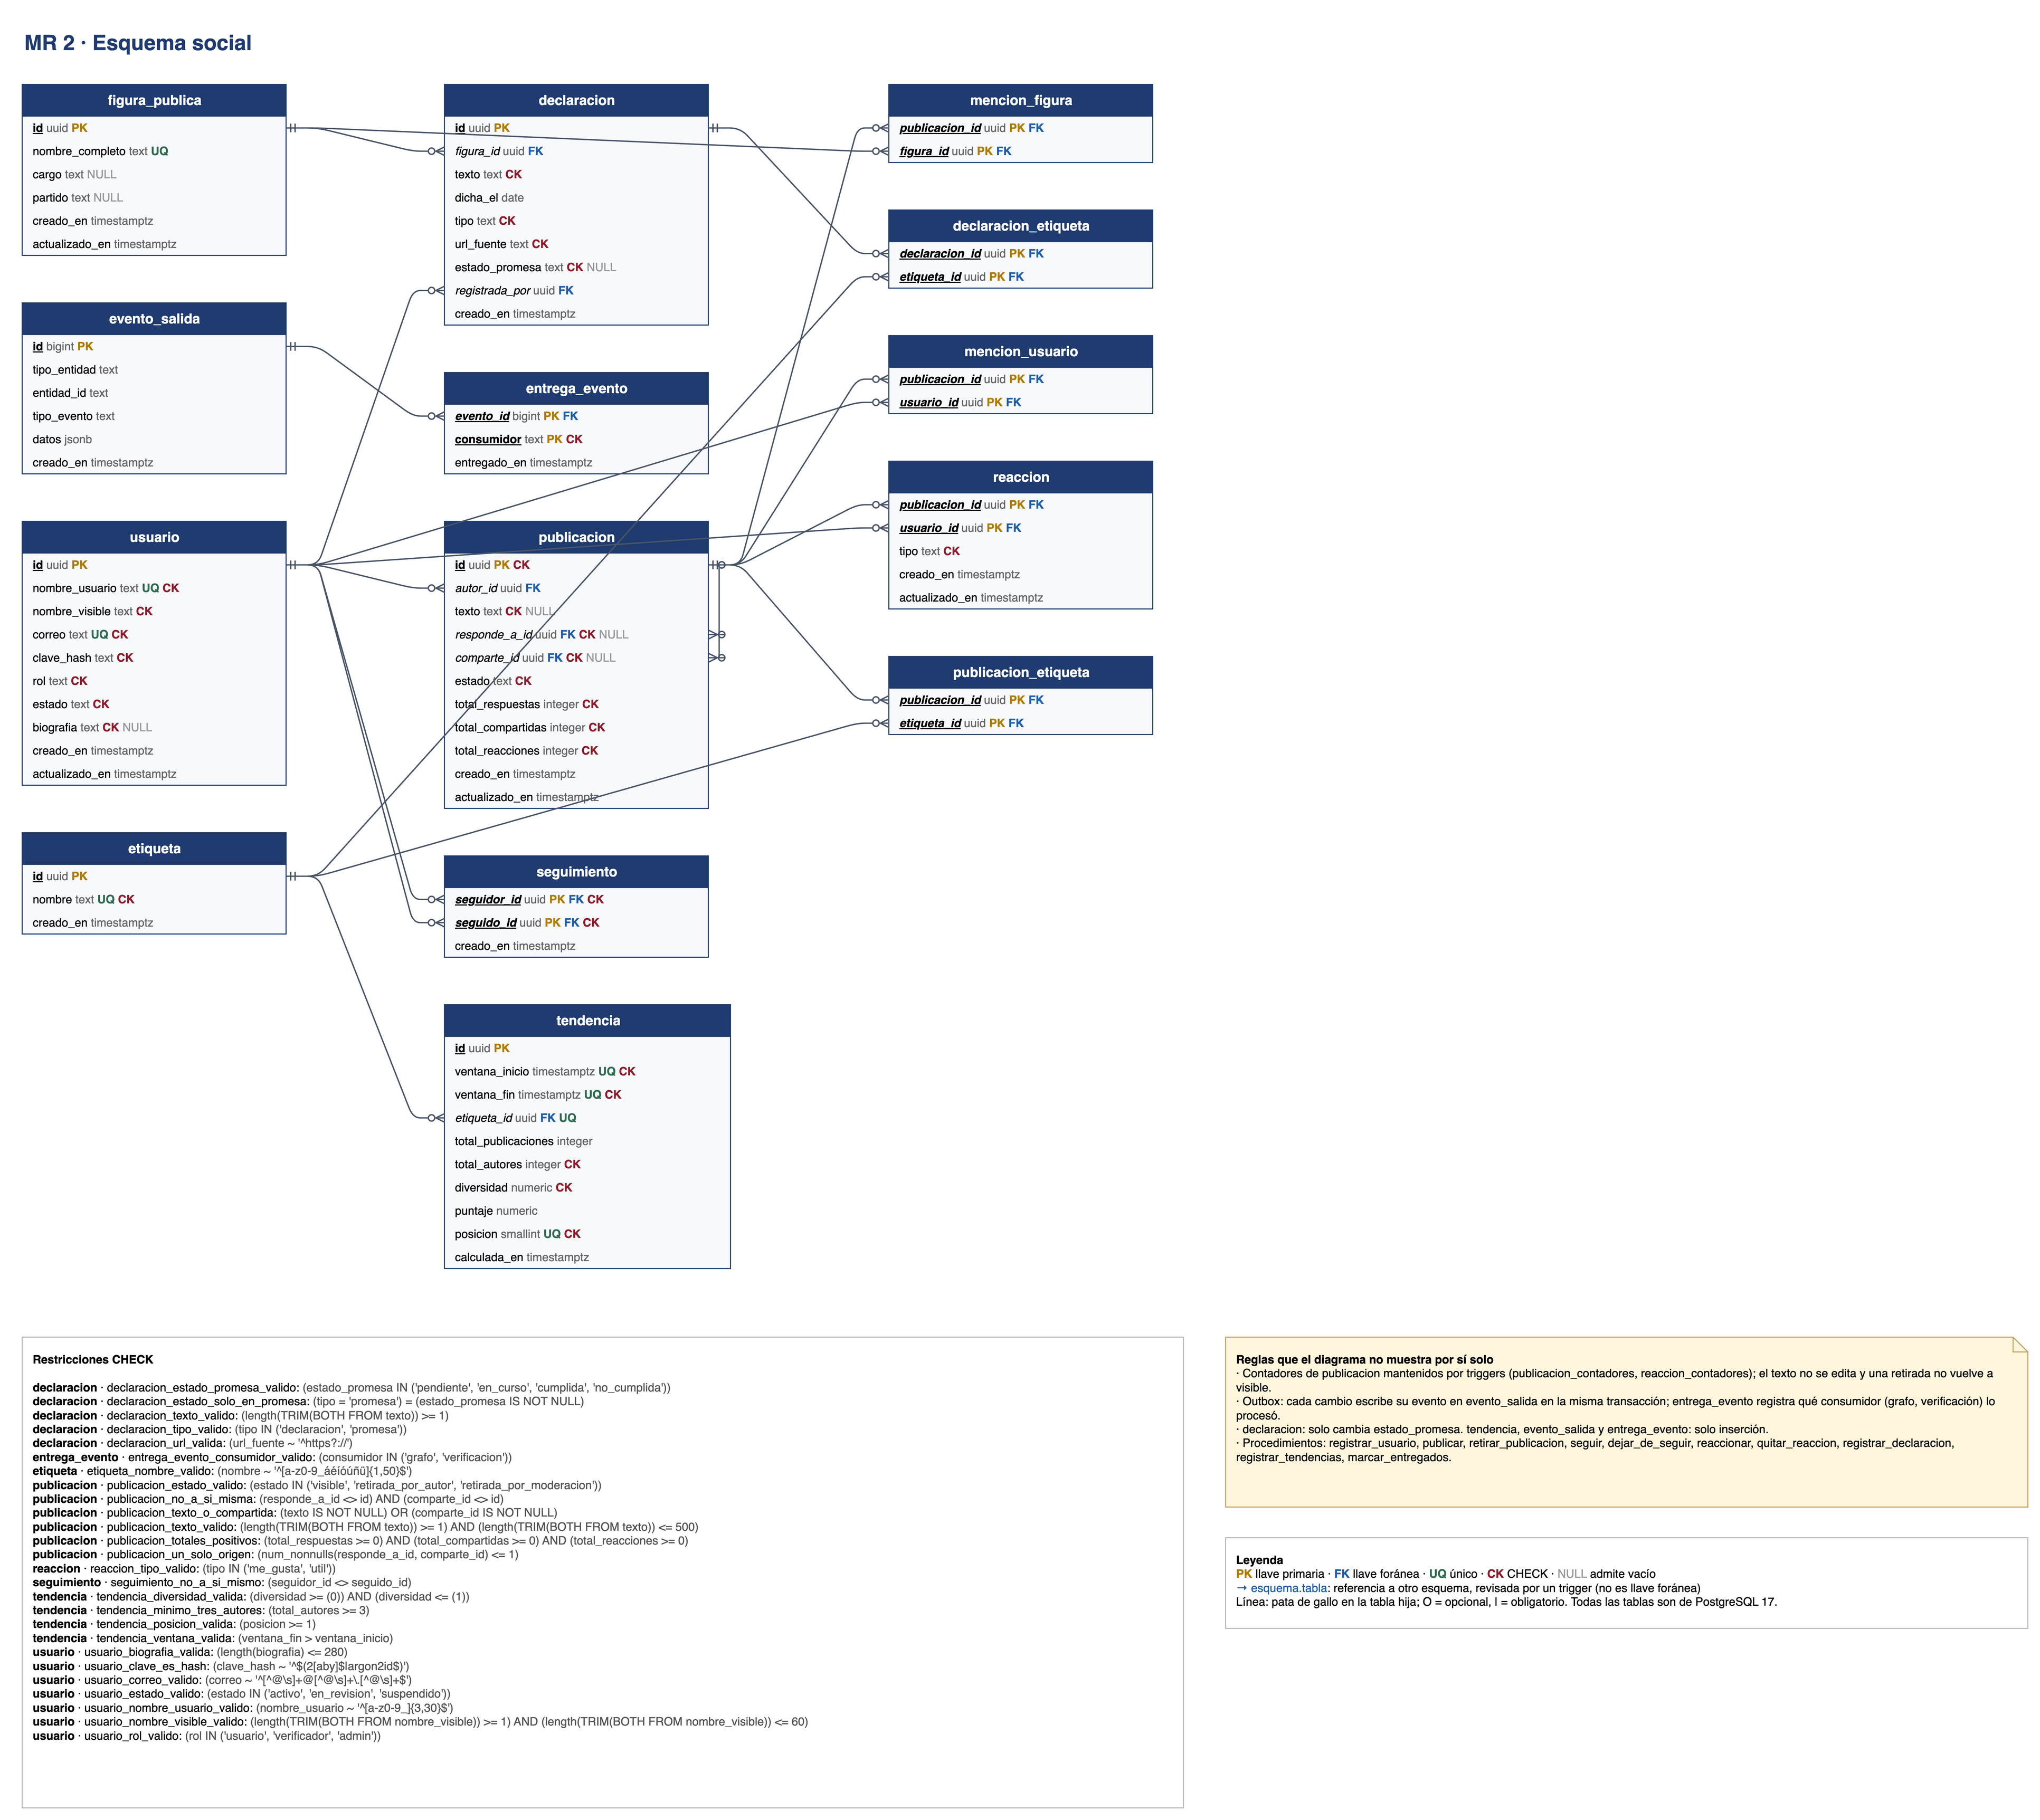 MR 2 · Esquema social
figura_publica
id uuid PK
nombre_completo text UQ
cargo text NULL
partido text NULL
creado_en timestamptz
actualizado_en timestamptz
evento_salida
id bigint PK
tipo_entidad text
entidad_id text
tipo_evento text
datos jsonb
creado_en timestamptz
usuario
id uuid PK
nombre_usuario text UQ CK
nombre_visible text CK
correo text UQ CK
clave_hash text CK
rol text CK
estado text CK
biografia text CK NULL
creado_en timestamptz
actualizado_en timestamptz
etiqueta
id uuid PK
nombre text UQ CK
creado_en timestamptz
declaracion
id uuid PK
figura_id uuid FK
texto text CK
dicha_el date
tipo text CK
url_fuente text CK
estado_promesa text CK NULL
registrada_por uuid FK
creado_en timestamptz
entrega_evento
evento_id bigint PK FK
consumidor text PK CK
entregado_en timestamptz
publicacion
id uuid PK CK
autor_id uuid FK
texto text CK NULL
responde_a_id uuid FK CK NULL
comparte_id uuid FK CK NULL
estado text CK
total_respuestas integer CK
total_compartidas integer CK
total_reacciones integer CK
creado_en timestamptz
actualizado_en timestamptz
seguimiento
seguidor_id uuid PK FK CK
seguido_id uuid PK FK CK
creado_en timestamptz
tendencia
id uuid PK
ventana_inicio timestamptz UQ CK
ventana_fin timestamptz UQ CK
etiqueta_id uuid FK UQ
total_publicaciones integer
total_autores integer CK
diversidad numeric CK
puntaje numeric
posicion smallint UQ CK
calculada_en timestamptz
mencion_figura
publicacion_id uuid PK FK
figura_id uuid PK FK
declaracion_etiqueta
declaracion_id uuid PK FK
etiqueta_id uuid PK FK
mencion_usuario
publicacion_id uuid PK FK
usuario_id uuid PK FK
reaccion
publicacion_id uuid PK FK
usuario_id uuid PK FK
tipo text CK
creado_en timestamptz
actualizado_en timestamptz
publicacion_etiqueta
publicacion_id uuid PK FK
etiqueta_id uuid PK FK
Restricciones CHECK
declaracion · declaracion_estado_promesa_valido: (estado_promesa IN ('pendiente', 'en_curso', 'cumplida', 'no_cumplida'))
declaracion · declaracion_estado_solo_en_promesa: (tipo = 'promesa') = (estado_promesa IS NOT NULL)
declaracion · declaracion_texto_valido: (length(TRIM(BOTH FROM texto)) >= 1)
declaracion · declaracion_tipo_valido: (tipo IN ('declaracion', 'promesa'))
declaracion · declaracion_url_valida: (url_fuente ~ '^https?://')
entrega_evento · entrega_evento_consumidor_valido: (consumidor IN ('grafo', 'verificacion'))
etiqueta · etiqueta_nombre_valido: (nombre ~ '^[a-z0-9_áéíóúñü]{1,50}$')
publicacion · publicacion_estado_valido: (estado IN ('visible', 'retirada_por_autor', 'retirada_por_moderacion'))
publicacion · publicacion_no_a_si_misma: (responde_a_id <> id) AND (comparte_id <> id)
publicacion · publicacion_texto_o_compartida: (texto IS NOT NULL) OR (comparte_id IS NOT NULL)
publicacion · publicacion_texto_valido: (length(TRIM(BOTH FROM texto)) >= 1) AND (length(TRIM(BOTH FROM texto)) <= 500)
publicacion · publicacion_totales_positivos: (total_respuestas >= 0) AND (total_compartidas >= 0) AND (total_reacciones >= 0)
publicacion · publicacion_un_solo_origen: (num_nonnulls(responde_a_id, comparte_id) <= 1)
reaccion · reaccion_tipo_valido: (tipo IN ('me_gusta', 'util'))
seguimiento · seguimiento_no_a_si_mismo: (seguidor_id <> seguido_id)
tendencia · tendencia_diversidad_valida: (diversidad >= (0)) AND (diversidad <= (1))
tendencia · tendencia_minimo_tres_autores: (total_autores >= 3)
tendencia · tendencia_posicion_valida: (posicion >= 1)
tendencia · tendencia_ventana_valida: (ventana_fin > ventana_inicio)
usuario · usuario_biografia_valida: (length(biografia) <= 280)
usuario · usuario_clave_es_hash: (clave_hash ~ '^$(2[aby]$|argon2id$)')
usuario · usuario_correo_valido: (correo ~ '^[^@\s]+@[^@\s]+\.[^@\s]+$')
usuario · usuario_estado_valido: (estado IN ('activo', 'en_revision', 'suspendido'))
usuario · usuario_nombre_usuario_valido: (nombre_usuario ~ '^[a-z0-9_]{3,30}$')
usuario · usuario_nombre_visible_valido: (length(TRIM(BOTH FROM nombre_visible)) >= 1) AND (length(TRIM(BOTH FROM nombre_visible)) <= 60)
usuario · usuario_rol_valido: (rol IN ('usuario', 'verificador', 'admin'))
Reglas que el diagrama no muestra por sí solo
· Contadores de publicacion mantenidos por triggers (publicacion_contadores, reaccion_contadores); el texto no se edita y una retirada no vuelve a
visible.
· Outbox: cada cambio escribe su evento en evento_salida en la misma transacción; entrega_evento registra qué consumidor (grafo, verificación) lo
procesó.
· declaracion: solo cambia estado_promesa. tendencia, evento_salida y entrega_evento: solo inserción.
· Procedimientos: registrar_usuario, publicar, retirar_publicacion, seguir, dejar_de_seguir, reaccionar, quitar_reaccion, registrar_declaracion,
registrar_tendencias, marcar_entregados.
Leyenda
PK llave primaria · FK llave foránea · UQ único · CK CHECK · NULL admite vacío
→ esquema.tabla: referencia a otro esquema, revisada por un trigger (no es llave foránea)
Línea: pata de gallo en la tabla hija; O = opcional, | = obligatorio. Todas las tablas son de PostgreSQL 17.